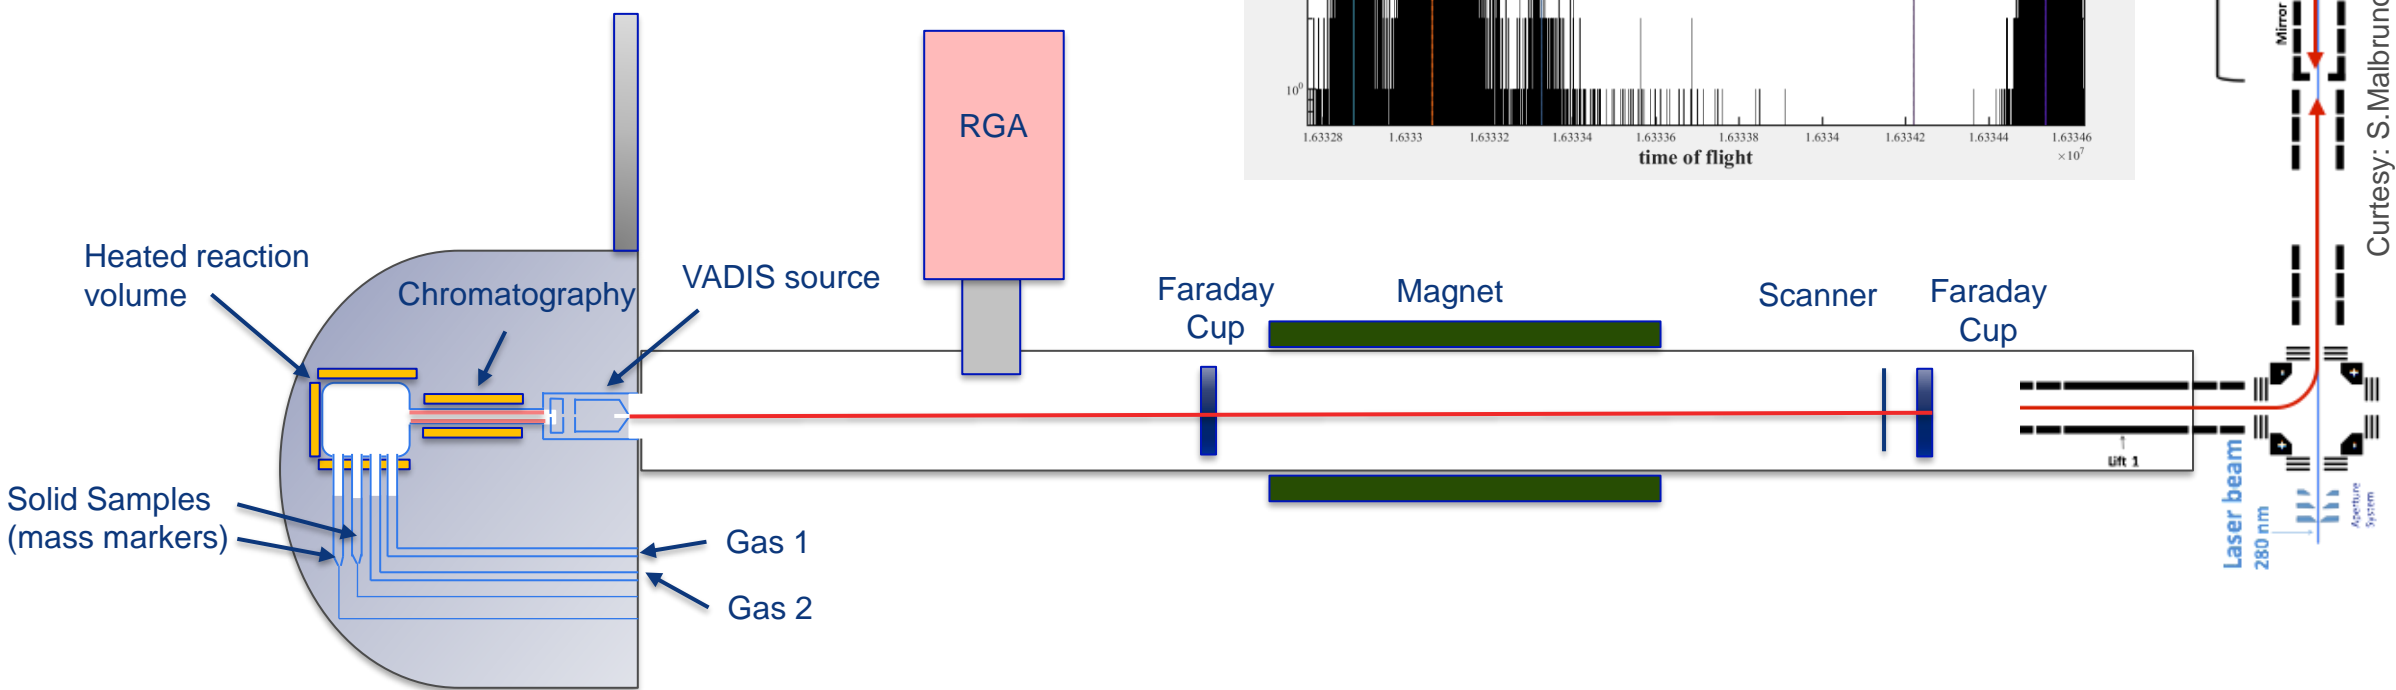 10⁰
1.63328
1.6333
1.63332
1.63334
1.63336
1.63338
1.6334
1.63342
1.63344
1.63346
×10⁷
time of flight
Mirror
Curtesy: S.Malbruno
RGA
Heated reaction
volume
Chromatography
VADIS source
Faraday
Cup
Magnet
Scanner
Faraday
Cup
Solid Samples
(mass markers)
Gas 1
Gas 2
Lift 1
Laser beam
280 nm
Aperture
System
+
-
+
-